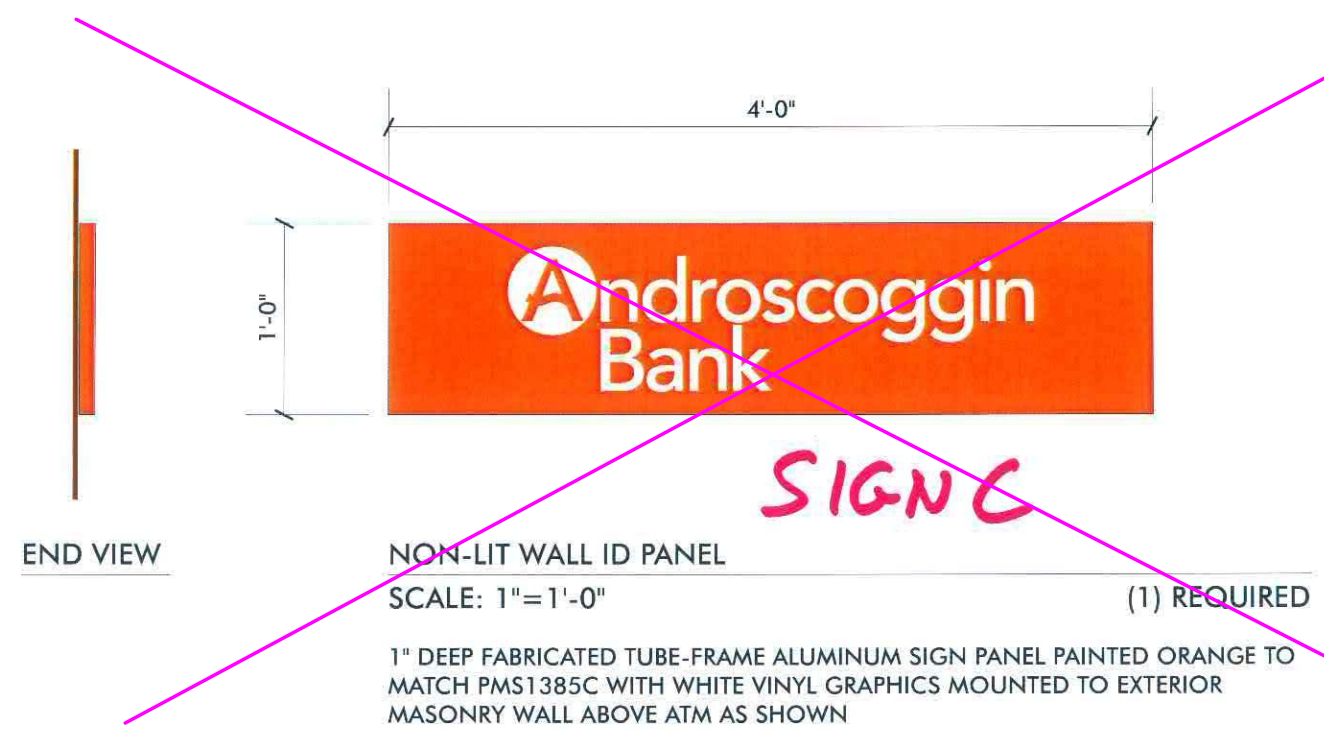 4'-0"
1'-0"
Androscoggin
Bank
SIGN C
END VIEW
NON-LIT WALL ID PANEL
SCALE: 1"=1'-0"
(1) REQUIRED
1" DEEP FABRICATED TUBE-FRAME ALUMINUM SIGN PANEL PAINTED ORANGE TO
MATCH PMS1385C WITH WHITE VINYL GRAPHICS MOUNTED TO EXTERIOR
MASONRY WALL ABOVE ATM AS SHOWN